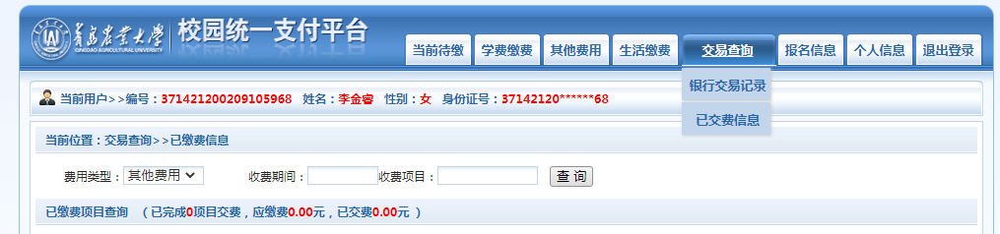 青岛农业大学
QINGDAO AGRICULTURAL UNIVERSITY
校园统一支付平台
当前待缴 学费缴费 其他费用 生活缴费 交易查询 报名信息 个人信息 退出登录
银行交易记录
已交费信息
当前用户>>编号：371421200209105968 姓名：李金睿 性别：女 身份证号：37142120******68
当前位置：交易查询>>已缴费信息
费用类型：其他费用 收费期间： 收费项目： 查 询
已缴费项目查询 （已完成0项目交费，应缴费0.00元，已交费0.00元 ）